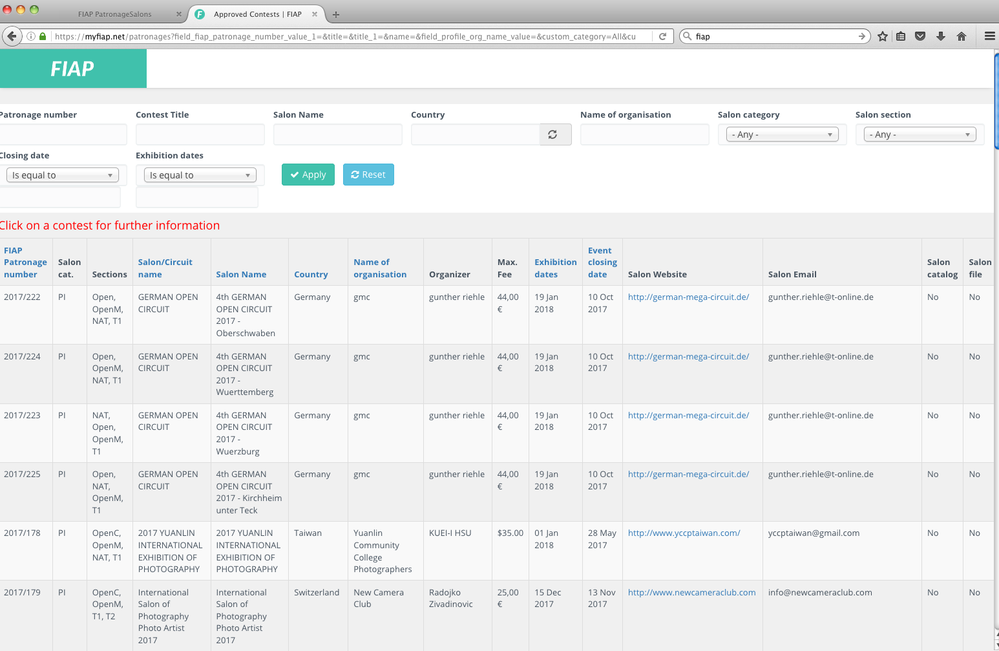 FIAP PatronageSalons
Approved Contests | FIAP
https://myfiap.net/patronages?field_fiap_patronage_number_value_1=&title=&title_1=&name=&field_profile_org_name_value=&custom_category=All&cu
fiap
FIAP
Patronage number Contest Title Salon Name Country Name of organisation Salon category Salon section
- Any - - Any -
Closing date Exhibition dates
Is equal to Is equal to Apply Reset
Click on a contest for further information
FIAP Patronage number Salon cat. Sections Salon/Circuit name Salon Name Country Name of organisation Organizer Max. Fee Exhibition dates Event closing date Salon Website Salon Email Salon catalog Salon file
2017/222 PI Open, OpenM, NAT, T1 GERMAN OPEN CIRCUIT 4th GERMAN OPEN CIRCUIT 2017 - Oberschwaben Germany gmc gunther riehle 44,00 € 19 Jan 2018 10 Oct 2017 http://german-mega-circuit.de/ gunther.riehle@t-online.de No No
2017/224 PI Open, OpenM, NAT, T1 GERMAN OPEN CIRCUIT 4th GERMAN OPEN CIRCUIT 2017 - Wuerttemberg Germany gmc gunther riehle 44,00 € 19 Jan 2018 10 Oct 2017 http://german-mega-circuit.de/ gunther.riehle@t-online.de No No
2017/223 PI NAT, Open, OpenM, T1 GERMAN OPEN CIRCUIT 4th GERMAN OPEN CIRCUIT 2017 - Wuerzburg Germany gmc gunther riehle 44,00 € 19 Jan 2018 10 Oct 2017 http://german-mega-circuit.de/ gunther.riehle@t-online.de No No
2017/225 PI Open, NAT, OpenM, T1 GERMAN OPEN CIRCUIT 4th GERMAN OPEN CIRCUIT 2017 - Kirchheim unter Teck Germany gmc gunther riehle 44,00 € 19 Jan 2018 10 Oct 2017 http://german-mega-circuit.de/ gunther.riehle@t-online.de No No
2017/178 PI OpenC, OpenM, NAT, T1 2017 YUANLIN INTERNATIONAL EXHIBITION OF PHOTOGRAPHY 2017 YUANLIN INTERNATIONAL EXHIBITION OF PHOTOGRAPHY Taiwan Yuanlin Community College Photographers KUEI-I HSU $35.00 01 Jan 2018 28 May 2017 http://www.yccptaiwan.com/ yccptaiwan@gmail.com No No
2017/179 PI OpenC, OpenM, T1, T2 International Salon of Photography Photo Artist 2017 International Salon of Photography Photo Artist 2017 Switzerland New Camera Club Radojko Zivadinovic 25,00 € 15 Dec 2017 13 Nov 2017 http://www.newcameraclub.com info@newcameraclub.com No No